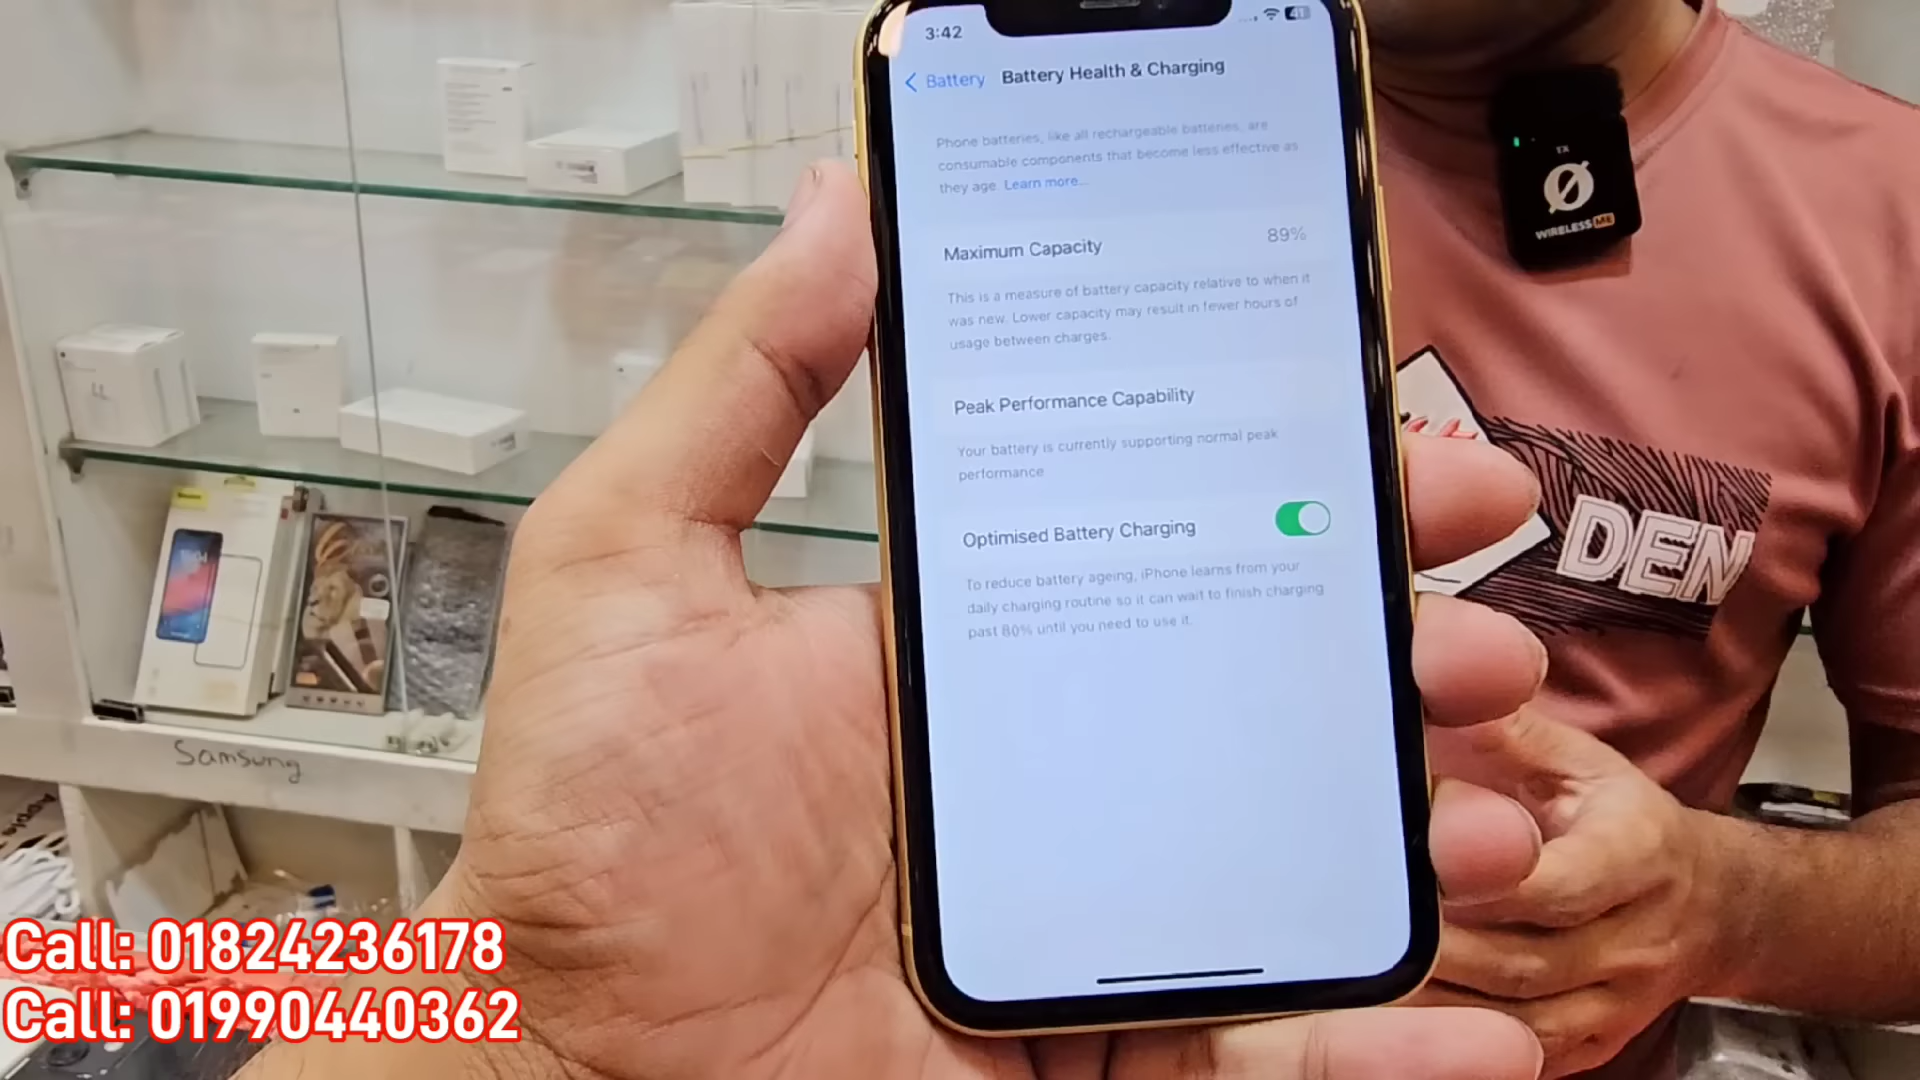 3:42
41
Battery
Battery Health & Charging
Phone batteries, like all rechargeable batteries, are
consumable components that become less effective as
they age. Learn more...
Maximum Capacity
89%
This is a measure of battery capacity relative to when it
was new. Lower capacity may result in fewer hours of
usage between charges.
Peak Performance Capability
Your battery is currently supporting normal peak
performance
Optimised Battery Charging
To reduce battery ageing, iPhone learns from your
daily charging routine so it can wait to finish charging
past 80% until you need to use it.
TX
WIRELESS ME
DEN
Samsung
Apple
Call: 01824236178
Call: 01990440362